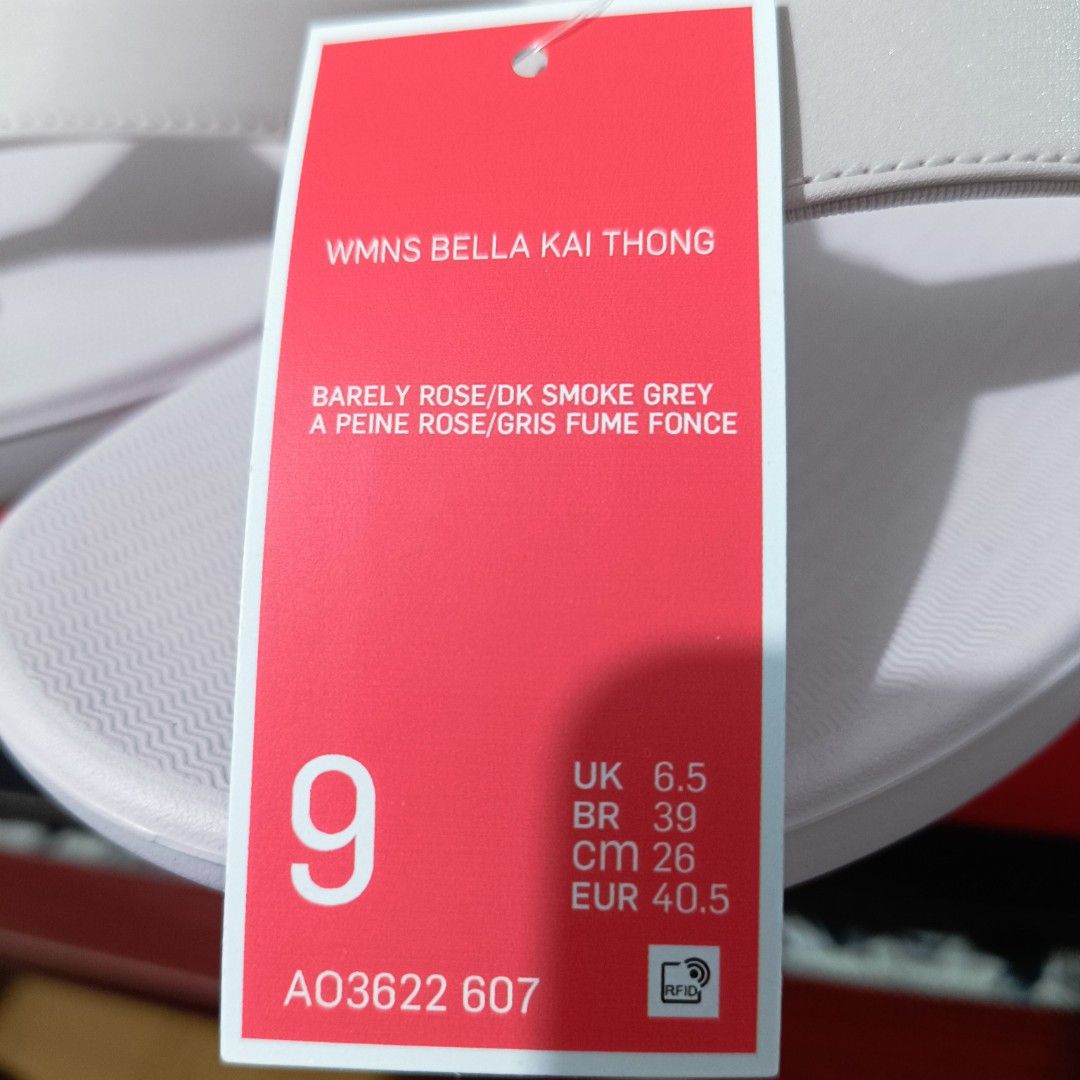 WMNS BELLA KAI THONG
BARELY ROSE/DK SMOKE GREY
A PEINE ROSE/GRIS FUME FONCE
9
UK 6.5
BR 39
cm 26
EUR 40.5
AO3622 607
RFID